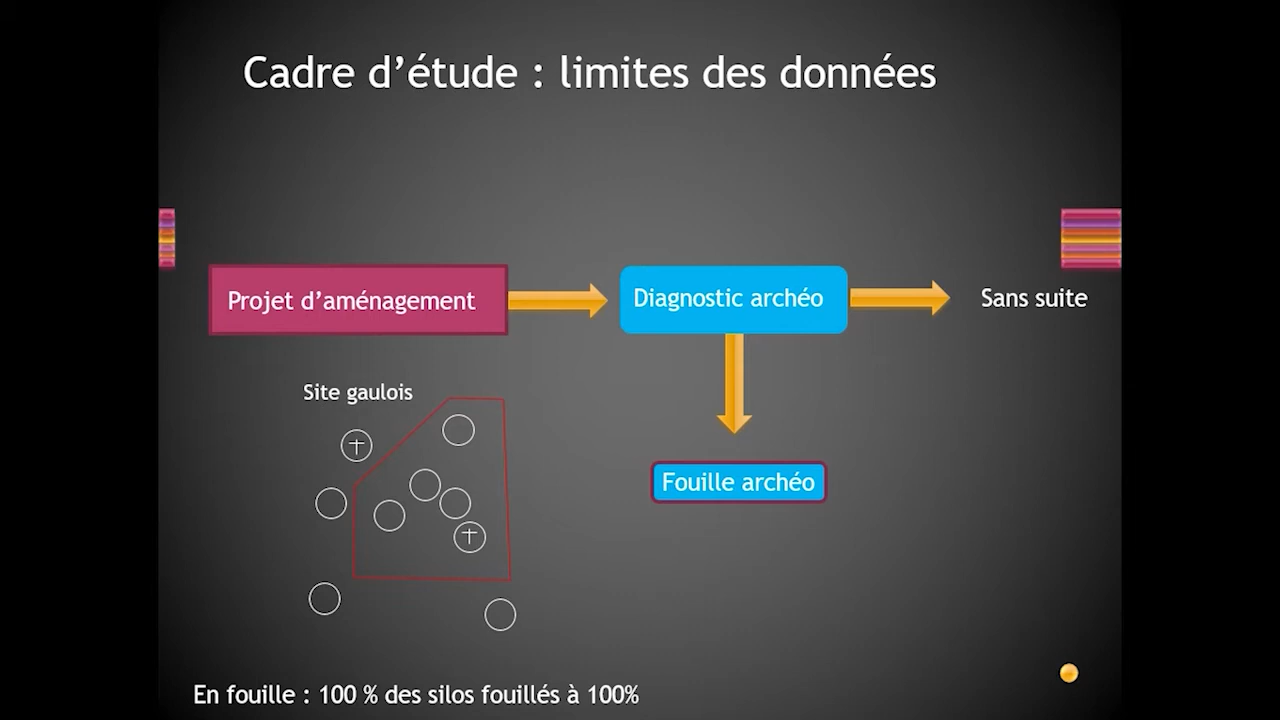 Cadre d’étude : limites des données
Projet d’aménagement
Diagnostic archéo
Sans suite
Site gaulois
Fouille archéo
En fouille : 100 % des silos fouillés à 100%